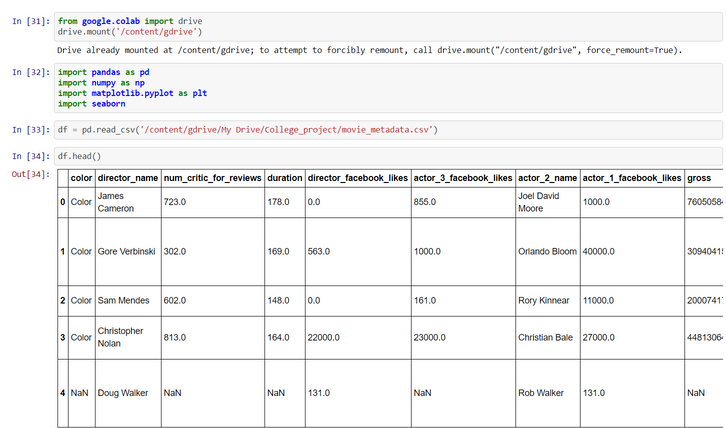 In [31]: from google.colab import drive
drive.mount('/content/gdrive')
Drive already mounted at /content/gdrive; to attempt to forcibly remount, call drive.mount("/content/gdrive", force_remount=True).
In [32]: import pandas as pd
import numpy as np
import matplotlib.pyplot as plt
import seaborn
In [33]: df = pd.read_csv('/content/gdrive/My Drive/College_project/movie_metadata.csv')
In [34]: df.head()
Out[34]:
color director_name num_critic_for_reviews duration director_facebook_likes actor_3_facebook_likes actor_2_name actor_1_facebook_likes gross
0 Color James Cameron 723.0 178.0 0.0 855.0 Joel David Moore 1000.0 7605058
1 Color Gore Verbinski 302.0 169.0 563.0 1000.0 Orlando Bloom 40000.0 3094041
2 Color Sam Mendes 602.0 148.0 0.0 161.0 Rory Kinnear 11000.0 2000741
3 Color Christopher Nolan 813.0 164.0 22000.0 23000.0 Christian Bale 27000.0 4481306
4 NaN Doug Walker NaN NaN 131.0 NaN Rob Walker 131.0 NaN